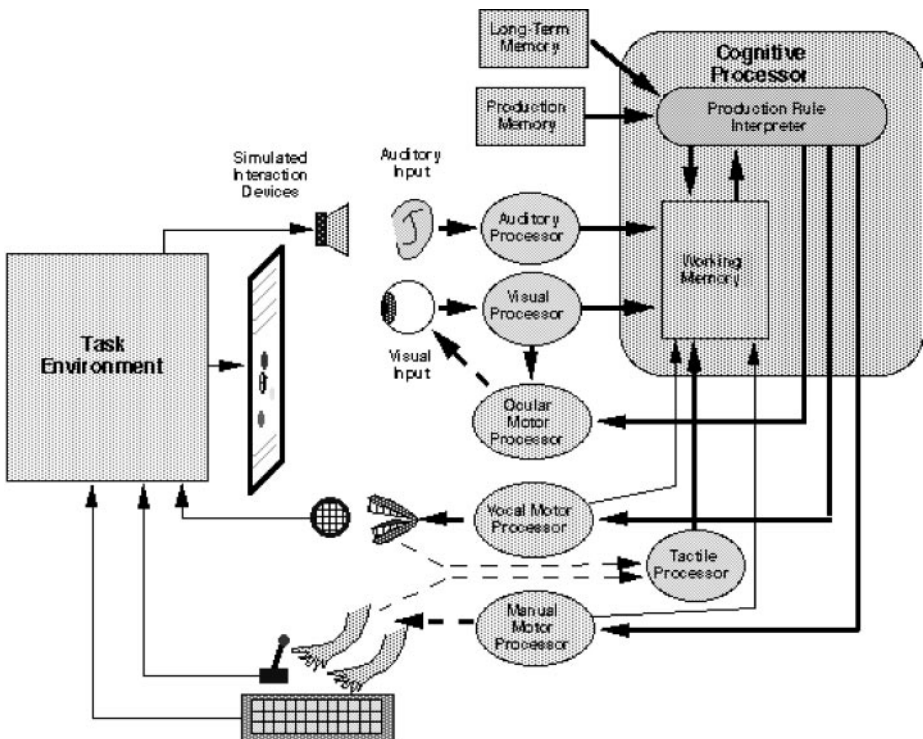 Long-Term
Memory
Cognitive
Processor
Production
Memory
Production Rule
Interpreter
Simulated
Interaction
Devices
Auditory
Input
Auditory
Processor
Working
Memory
Visual
Processor
Task
Environment
Visual
Input
Ocular
Motor
Processor
Vocal Motor
Processor
Tactile
Processor
Manual
Motor
Processor